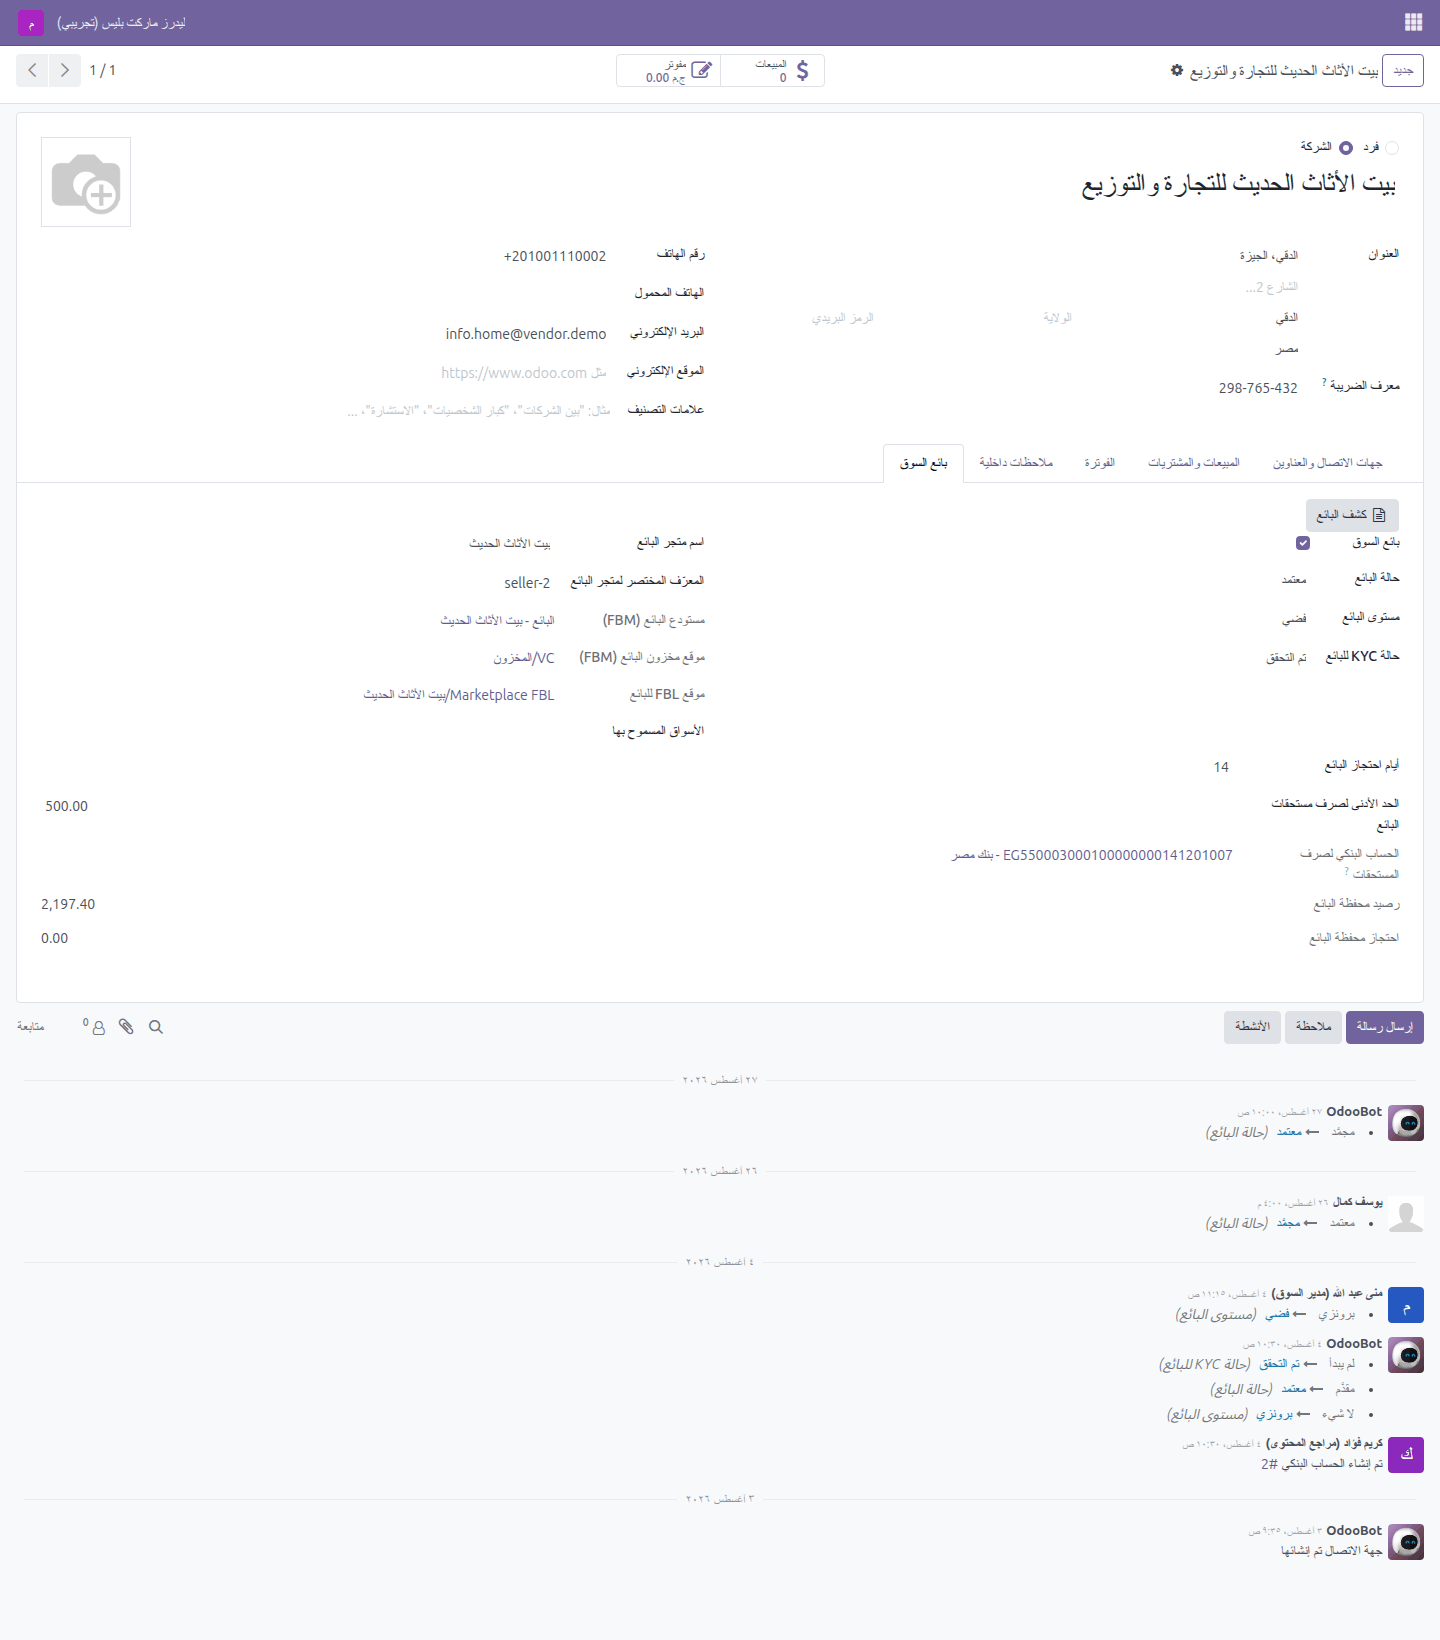 ليدرز ماركت بليس (تجريبي)
م
جديد
بيت الأثاث الحديث للتجارة والتوزيع
المبيعات
0
مفوتر
0.00 ج.م
1 / 1
فرد
الشركة
بيت الأثاث الحديث للتجارة والتوزيع
العنوان
الدقي، الجيزة
الشارع 2...
الدقي
الولاية
الرمز البريدي
مصر
معرف الضريبة ?
298-765-432
رقم الهاتف
+201001110002
الهاتف المحمول
البريد الإلكتروني
info.home@vendor.demo
الموقع الإلكتروني
مثل https://www.odoo.com
علامات التصنيف
مثال: "بين الشركات"، "كبار الشخصيات"، "الاستشارة"، ...
جهات الاتصال والعناوين
المبيعات والمشتريات
الفوترة
ملاحظات داخلية
بائع السوق
كشف البائع
بائع السوق
حالة البائع
معتمد
مستوى البائع
فضي
حالة KYC للبائع
تم التحقق
اسم متجر البائع
بيت الأثاث الحديث
المعرّف المختصر لمتجر البائع
seller-2
مستودع البائع (FBM)
البائع - بيت الأثاث الحديث
موقع مخزون البائع (FBM)
VC/المخزون
موقع FBL للبائع
Marketplace FBL/بيت الأثاث الحديث
الأسواق المسموح بها
أيام احتجاز البائع
14
الحد الأدنى لصرف مستحقات
البائع
500.00
الحساب البنكي لصرف
المستحقات ?
EG550003000100000000141201007 - بنك مصر
رصيد محفظة البائع
2,197.40
احتجاز محفظة البائع
0.00
إرسال رسالة
ملاحظة
الأنشطة
0
متابعة
٢٧ أغسطس ٢٠٢٦
OdooBot ٢٧ أغسطس، ١٠:٠٠ ص
مجمّد ← معتمد (حالة البائع)
٢٦ أغسطس ٢٠٢٦
يوسف كمال ٢٦ أغسطس، ٤:٠٠ م
معتمد ← مجمّد (حالة البائع)
٤ أغسطس ٢٠٢٦
م
منى عبد الله (مدير السوق) ٤ أغسطس، ١١:١٥ ص
برونزي ← فضي (مستوى البائع)
OdooBot ٤ أغسطس، ١٠:٣٠ ص
لم يبدأ ← تم التحقق (حالة KYC للبائع)
مقدّم ← معتمد (حالة البائع)
لا شيء ← برونزي (مستوى البائع)
ك
كريم فؤاد (مراجع المحتوى) ٤ أغسطس، ١٠:٣٠ ص
تم إنشاء الحساب البنكي #2
٣ أغسطس ٢٠٢٦
OdooBot ٣ أغسطس، ٩:٣٥ ص
جهة الاتصال تم إنشائها